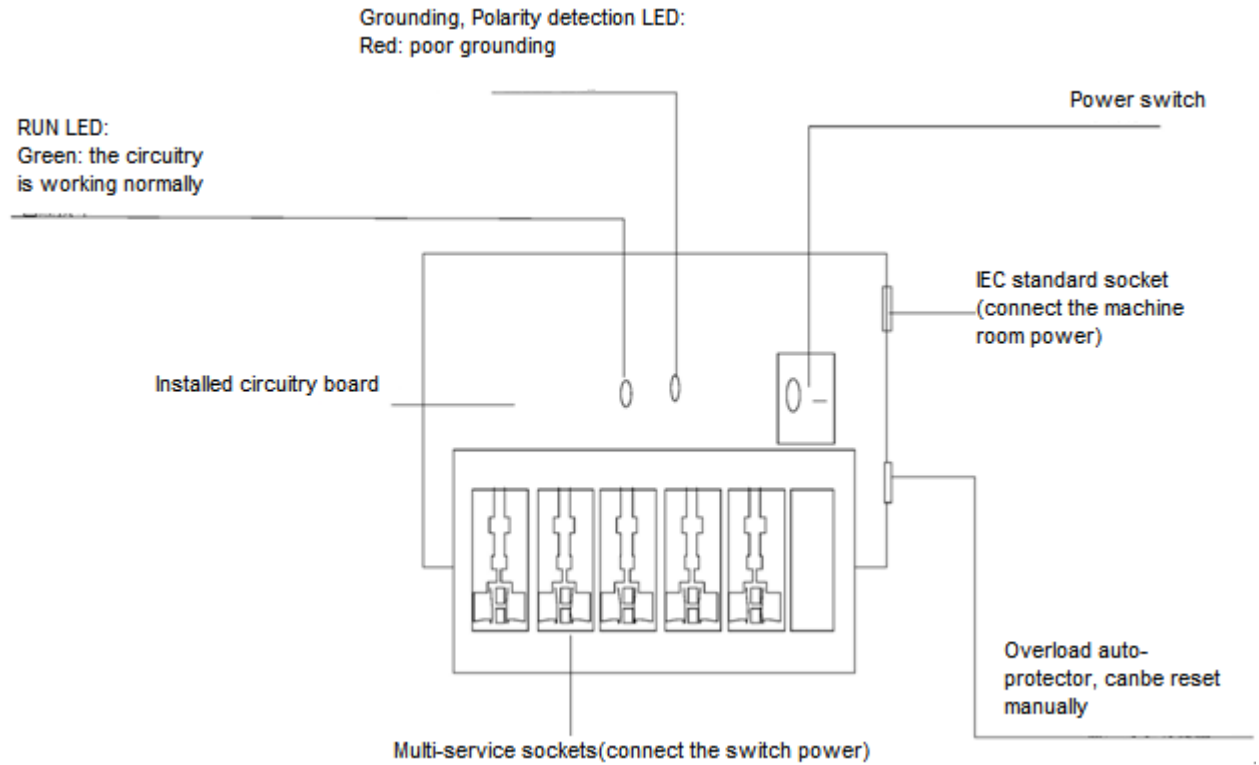 Grounding, Polarity detection LED:
Red: poor grounding
Power switch
RUN LED:
Green: the circuitry
is working normally
IEC standard socket
(connect the machine
room power)
Installed circuitry board
Overload auto-
protector, canbe reset
manually
Multi-service sockets(connect the switch power)